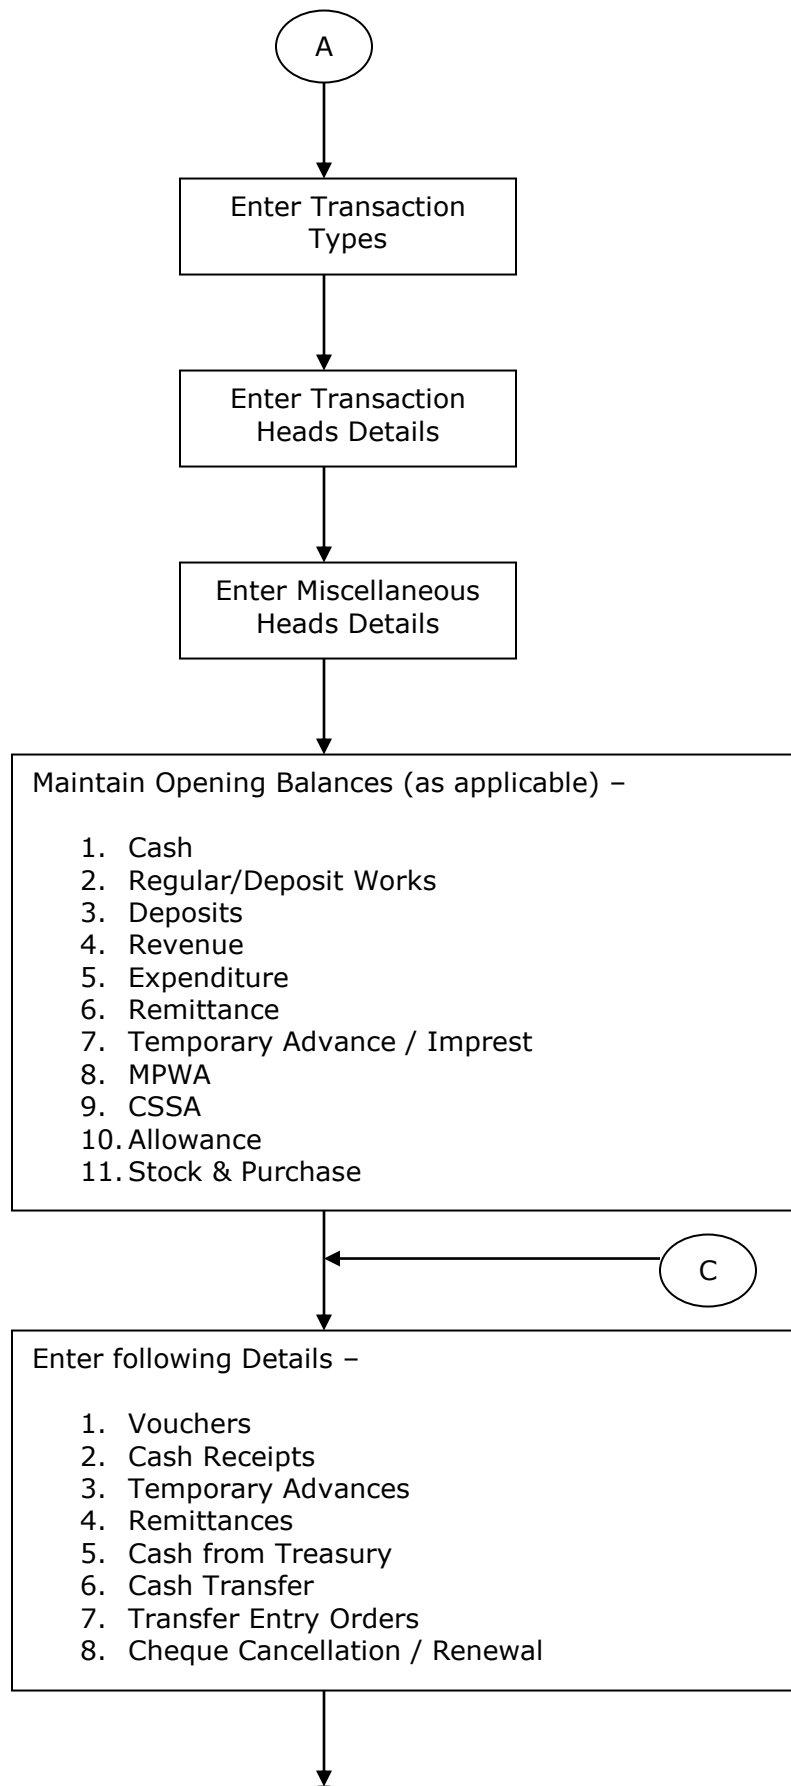 A
Enter Transaction
Types
Enter Transaction
Heads Details
Enter Miscellaneous
Heads Details
Maintain Opening Balances (as applicable) –
1. Cash
2. Regular/Deposit Works
3. Deposits
4. Revenue
5. Expenditure
6. Remittance
7. Temporary Advance / Imprest
8. MPWA
9. CSSA
10. Allowance
11. Stock & Purchase
C
Enter following Details –
1. Vouchers
2. Cash Receipts
3. Temporary Advances
4. Remittances
5. Cash from Treasury
6. Cash Transfer
7. Transfer Entry Orders
8. Cheque Cancellation / Renewal